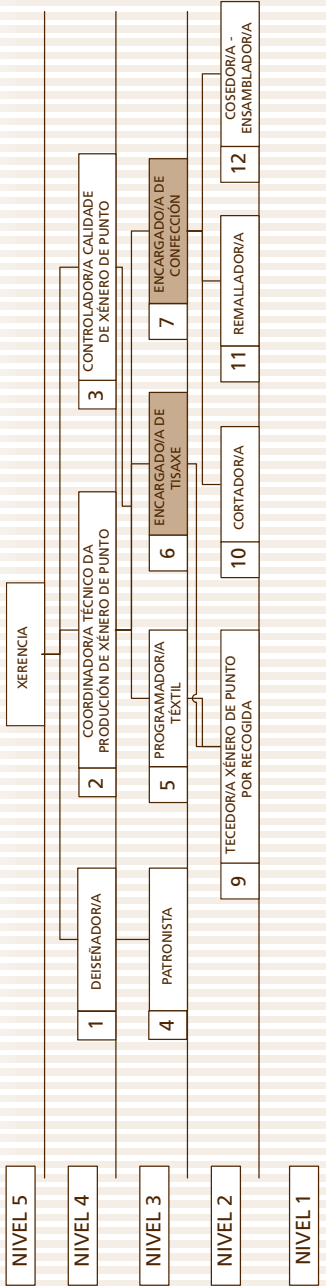 NIVEL 5
XERENCIA
NIVEL 4
1
DEISEÑADOR/A
2
COORDINADOR/A TÉCNICO DA
PRODUCIÓN DE XÉNERO DE PUNTO
3
CONTROLADOR/A CALIDADE
DE XÉNERO DE PUNTO
NIVEL 3
4
PATRONISTA
5
PROGRAMADOR/A
TÉXTIL
6
ENCARGADO/A DE
TISAXE
7
ENCARGADO/A DE
CONFECCIÓN
NIVEL 2
9
TECEDOR/A XÉNERO DE PUNTO
POR RECOGIDA
10
CORTADOR/A
11
REMALLADOR/A
12
COSEDOR/A -
ENSAMBLADOR/A
NIVEL 1